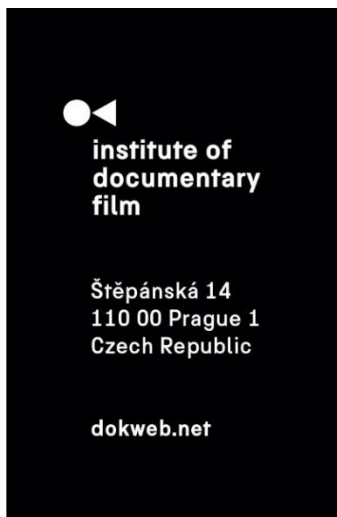 institute of
documentary
film
Štěpánská 14
110 00 Prague 1
Czech Republic
dokweb.net